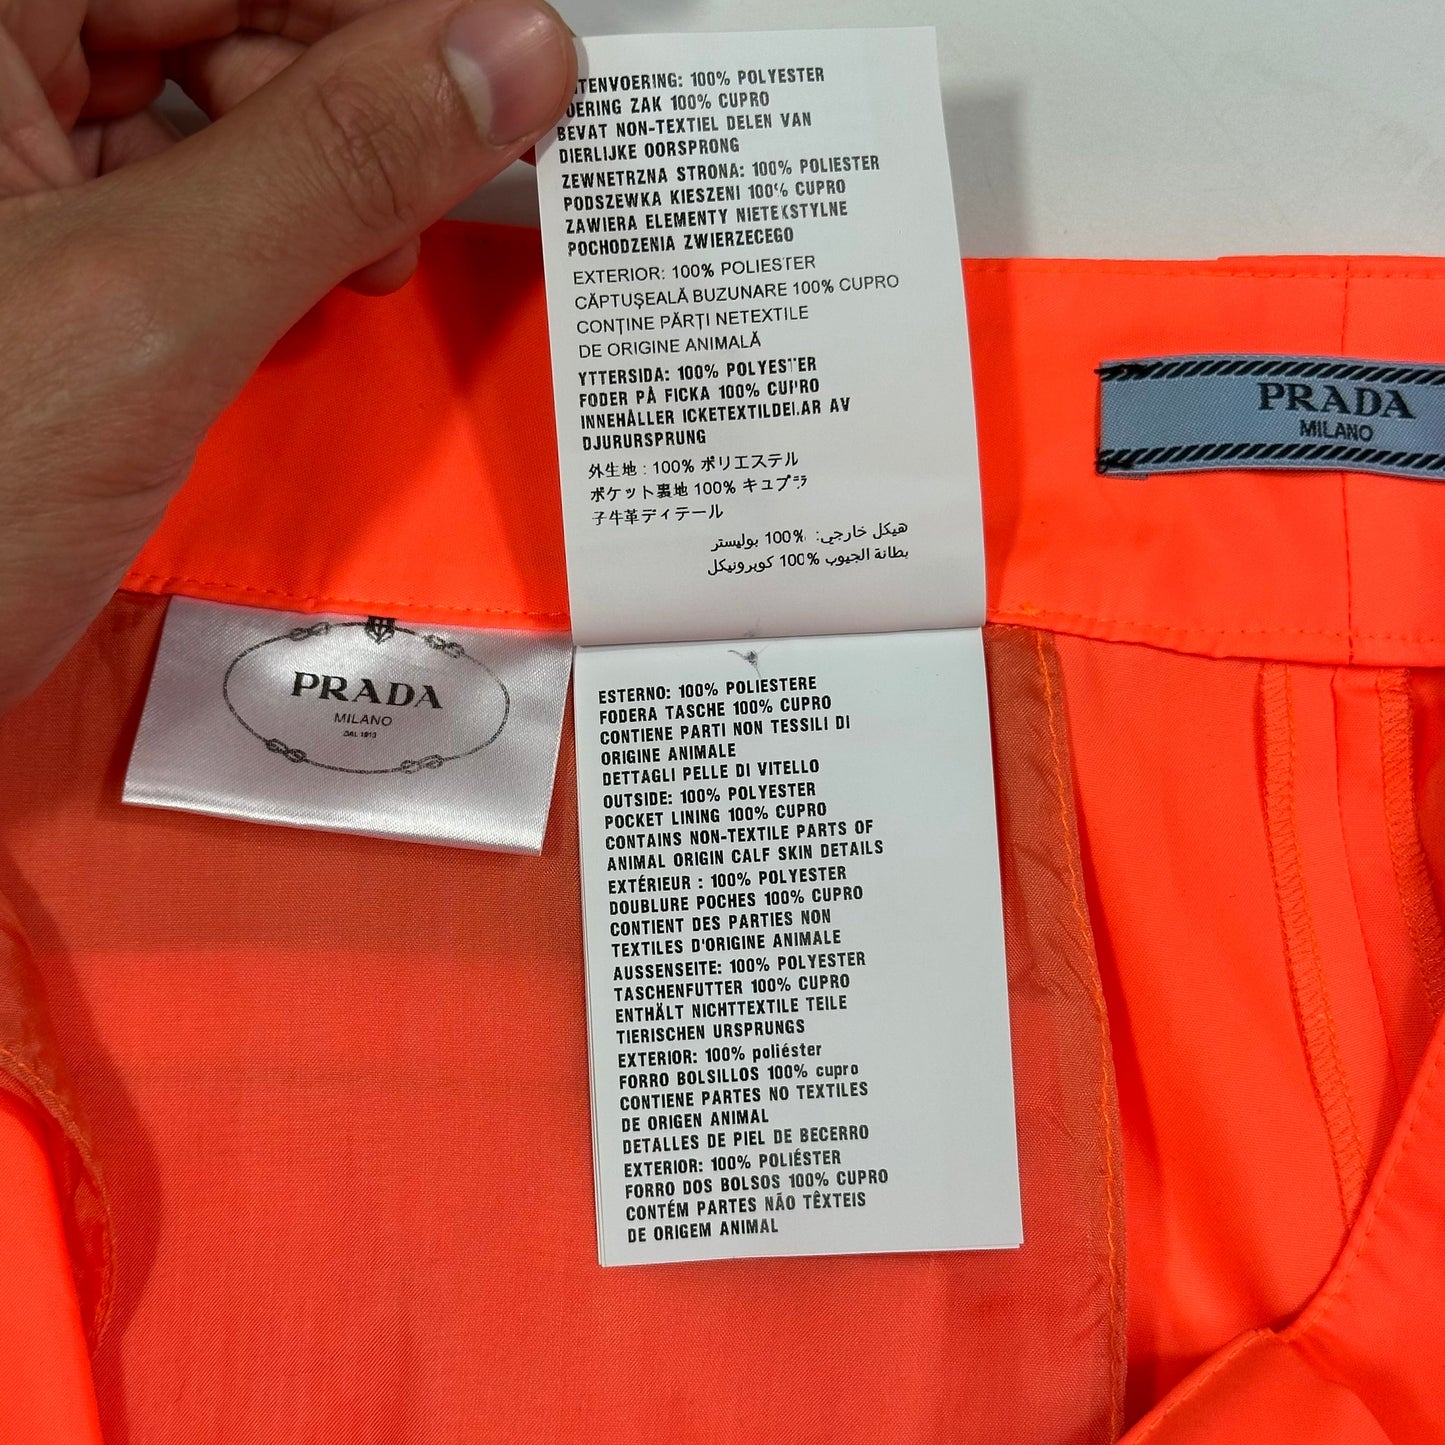 100% POLYESTER
ZAK 100% CUPRO
BEVAT NON-TEXTIEL DELEN VAN
DIERLIJKE OORSPRONG
ZEWNETRZNA STRONA: 100% POLIESTER
PODSZEWKA KIESZENI 100% CUPRO
ZAWIERA ELEMENTY NIETEKSTYLNE
POCHODZENIA ZWIERZECEGO
EXTERIOR: 100% POLIESTER
CĂPTUȘEALĂ BUZUNARE 100% CUPRO
CONȚINE PĂRȚI NETEXTILE
DE ORIGINE ANIMALĂ
YTTERSIDA: 100% POLYESTER
FODER PÅ FICKA 100% CUPRO
INNEHÅLLER ICKETEXTILDELAR AV
DJURURSPRUNG
外生地 : 100% ポリエステル
ポケット裏地 100% キュプラ
子牛革ディテール
هيكل خارجي: 100% بوليستر
بطانة الجيوب 100% كوبرونيكل
PRADA
MILANO
PRADA
MILANO
DAL 1913
ESTERNO: 100% POLIESTERE
FODERA TASCHE 100% CUPRO
CONTIENE PARTI NON TESSILI DI
ORIGINE ANIMALE
DETTAGLI PELLE DI VITELLO
OUTSIDE: 100% POLYESTER
POCKET LINING 100% CUPRO
CONTAINS NON-TEXTILE PARTS OF
ANIMAL ORIGIN CALF SKIN DETAILS
EXTÉRIEUR : 100% POLYESTER
DOUBLURE POCHES 100% CUPRO
CONTIENT DES PARTIES NON
TEXTILES D'ORIGINE ANIMALE
AUSSENSEITE: 100% POLYESTER
TASCHENFUTTER 100% CUPRO
ENTHÄLT NICHTTEXTILE TEILE
TIERISCHEN URSPRUNGS
EXTERIOR: 100% poliéster
FORRO BOLSILLOS 100% cupro
CONTIENE PARTES NO TEXTILES
DE ORIGEN ANIMAL
DETALLES DE PIEL DE BECERRO
EXTERIOR: 100% POLIÉSTER
FORRO DOS BOLSOS 100% CUPRO
CONTÉM PARTES NÃO TÊXTEIS
DE ORIGEM ANIMAL